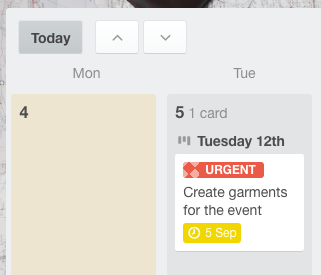 Today
Mon
Tue
4
5 1 card
Tuesday 12th
URGENT
Create garments
for the event
5 Sep